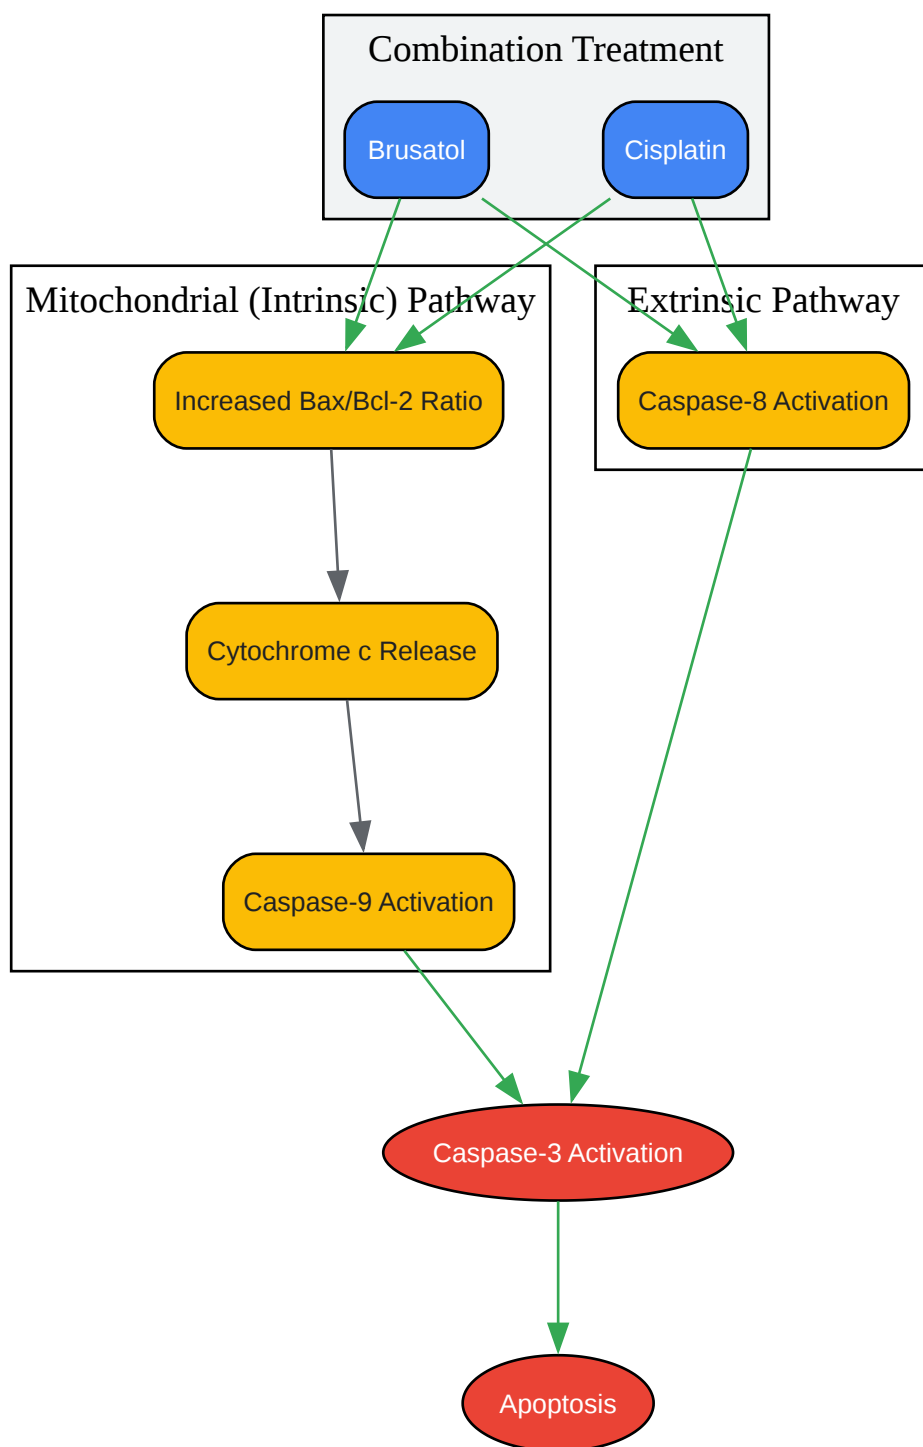 Combination Treatment
Brusatol
Cisplatin
Mitochondrial (Intrinsic) Pathway
Extrinsic Pathway
Increased Bax/Bcl-2 Ratio
Caspase-8 Activation
Cytochrome c Release
Caspase-9 Activation
Caspase-3 Activation
Apoptosis